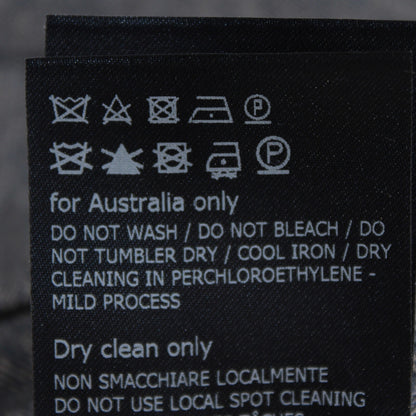 P
P
for Australia only
DO NOT WASH / DO NOT BLEACH / DO
NOT TUMBLER DRY / COOL IRON / DRY
CLEANING IN PERCHLOROETHYLENE -
MILD PROCESS
Dry clean only
NON SMACCHIARE LOCALMENTE
DO NOT USE LOCAL SPOT CLEANING